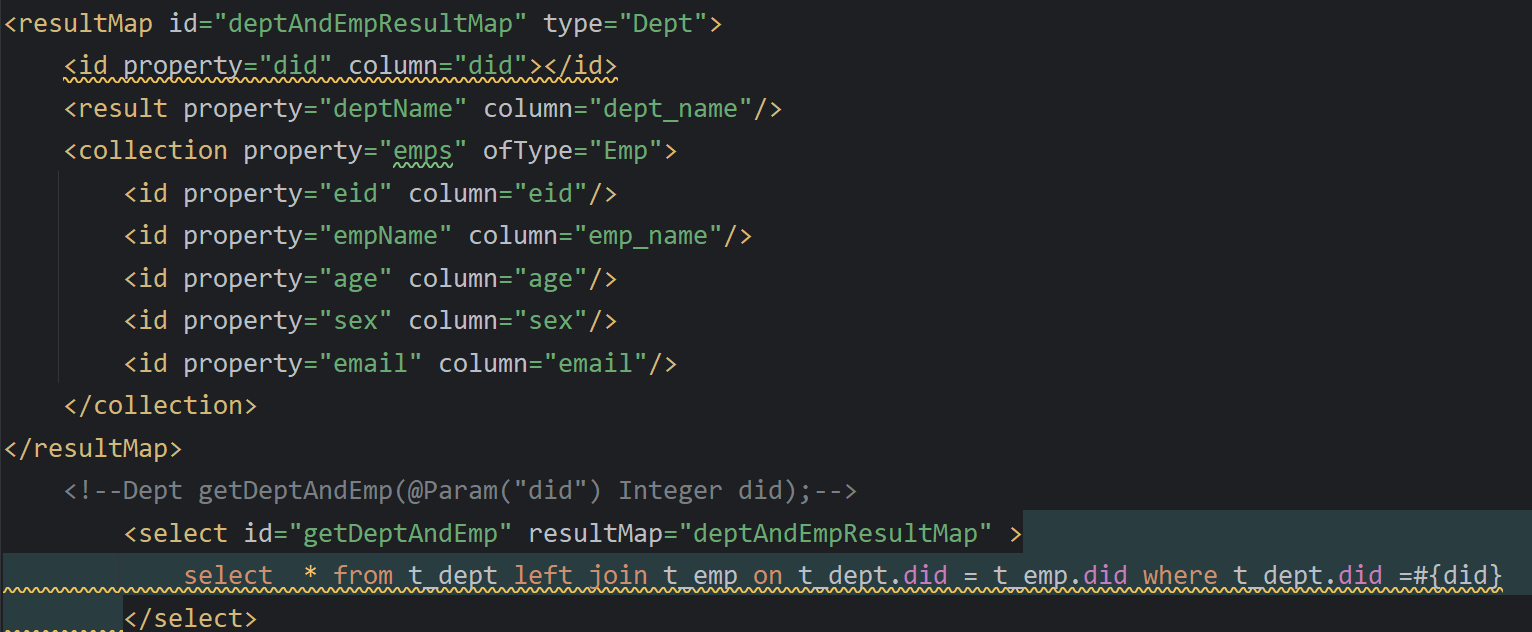 <resultMap id="deptAndEmpResultMap" type="Dept">
<id property="did" column="did"></id>
<result property="deptName" column="dept_name"/>
<collection property="emps" ofType="Emp">
<id property="eid" column="eid"/>
<id property="empName" column="emp_name"/>
<id property="age" column="age"/>
<id property="sex" column="sex"/>
<id property="email" column="email"/>
</collection>
</resultMap>
<!--Dept getDeptAndEmp(@Param("did") Integer did);-->
<select id="getDeptAndEmp" resultMap="deptAndEmpResultMap" >
select  * from t_dept left join t_emp on t_dept.did = t_emp.did where t_dept.did =#{did}
</select>